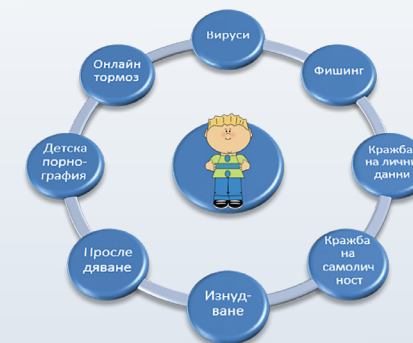 Вируси
Фишинг
Кражба
на лични
данни
Кражба
на
самолич
ност
Изнуд-
ване
Просле
дяване
Детска
порно-
графия
Онлайн
тормоз